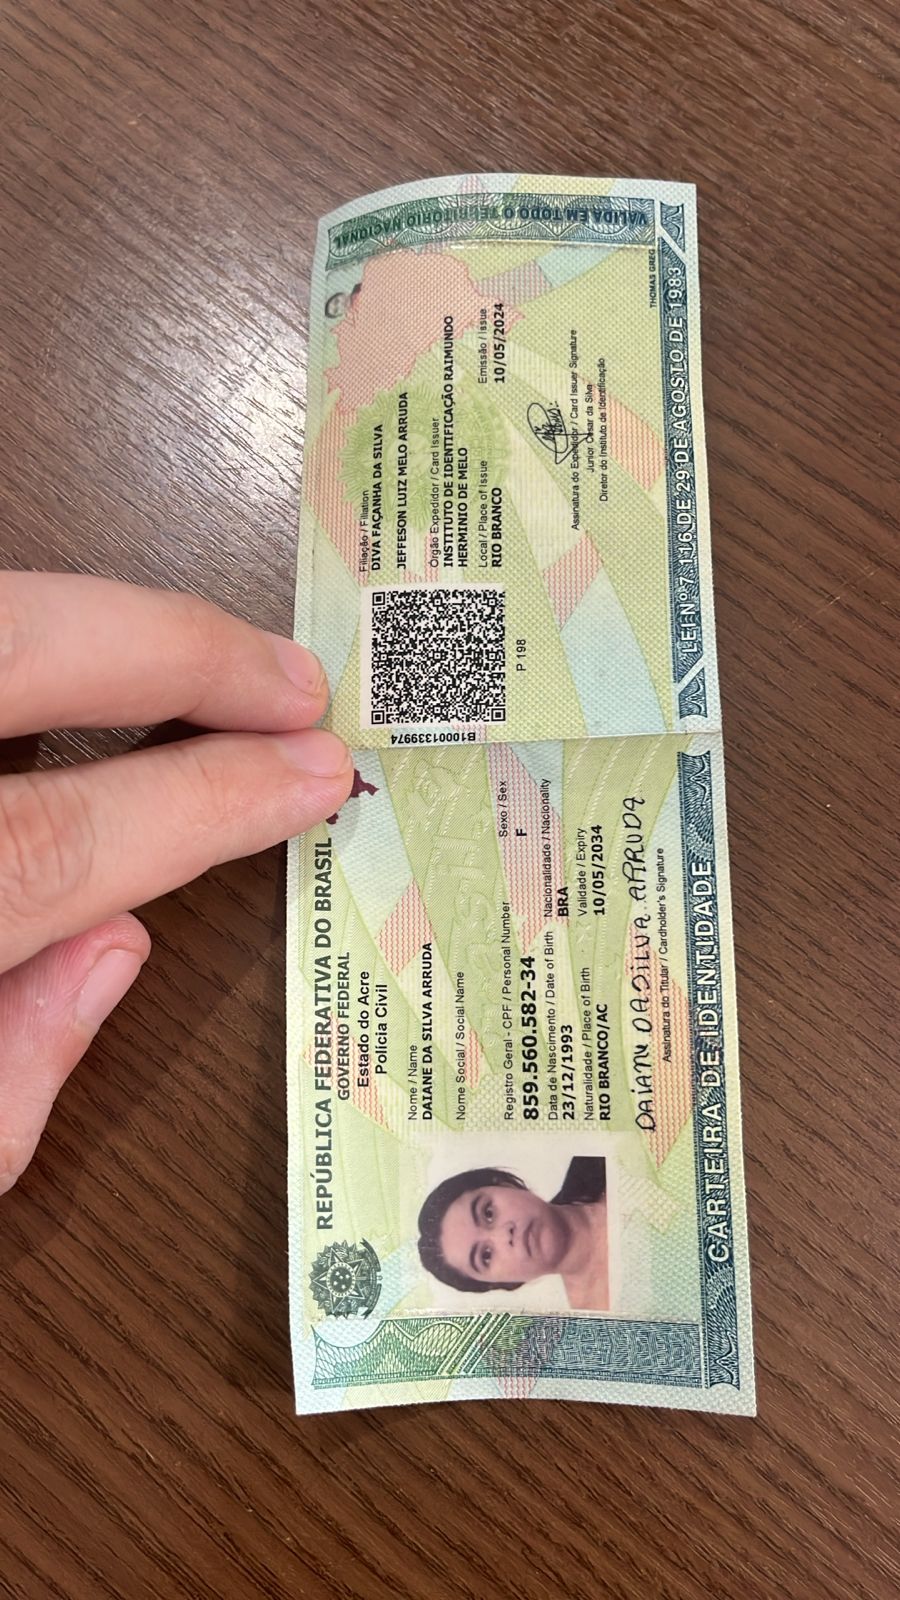 REPÚBLICA FEDERATIVA DO BRASIL
GOVERNO FEDERAL
Estado do Acre
Polícia Civil
Nome / Name
DAIANE DA SILVA ARRUDA
Nome Social / Social Name
Registro Geral - CPF / Personal Number
Sexo / Sex
859.560.582-34
F
Data de Nascimento / Date of Birth
Nacionalidade / Nacionality
23/12/1993
BRA
Naturalidade / Place of Birth
Validade / Expiry
RIO BRANCO/AC
10/05/2034
DAIANE DA SILVA ARRUDA
Assinatura do Titular / Cardholder's Signature
CARTEIRA DE IDENTIDADE
VÁLIDA EM TODO O TERRITÓRIO NACIONAL
Filiação / Filiation
DIVA FAÇANHA DA SILVA
JEFFESON LUIZ MELO ARRUDA
Órgão Expedidor / Card Issuer
INSTITUTO DE IDENTIFICAÇÃO RAIMUNDO
HERMINIO DE MELO
Local / Place of Issue
Emissão / Issue
RIO BRANCO
10/05/2024
B10001339974
P 198
Assinatura do Expedidor / Card Issuer Signature
Junior César da Silva
Diretor do Instituto de Identificação
THOMAS GREG
LEI Nº 7.116 DE 29 DE AGOSTO DE 1983